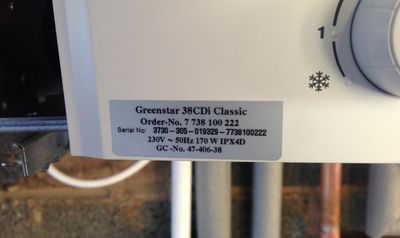 1
Greenstar 38CDi Classic
Order-No. 7 738 100 222
Serial No: 3730-305-019329-7738100222
230V ~ 50Hz 170 W IPX4D
GC -No. 47-406-38